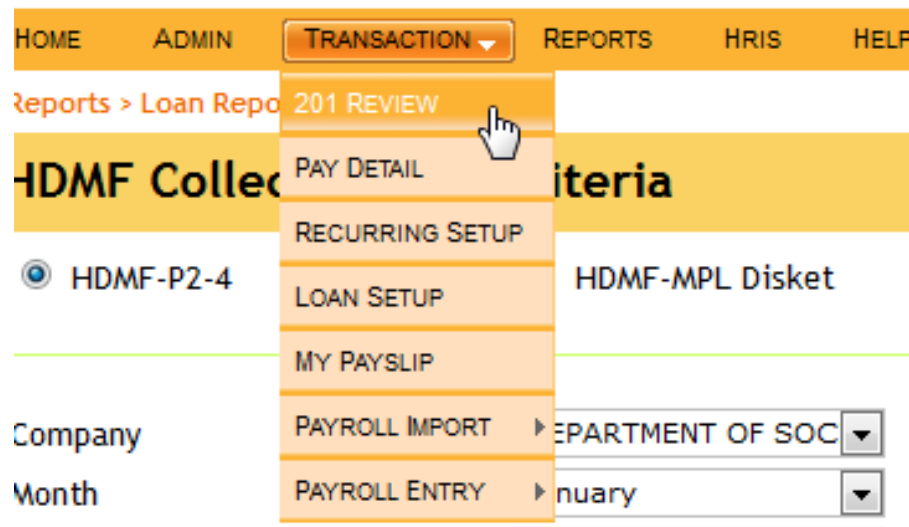 HOME ADMIN TRANSACTION REPORTS HRIS HELP
Reports > Loan Repo
201 REVIEW
HDMF Collec iteria
PAY DETAIL
RECURRING SETUP
HDMF-P2-4 HDMF-MPL Disket
LOAN SETUP
MY PAYSLIP
Company EPARTMENT OF SOC
PAYROLL IMPORT
Month nuary
PAYROLL ENTRY